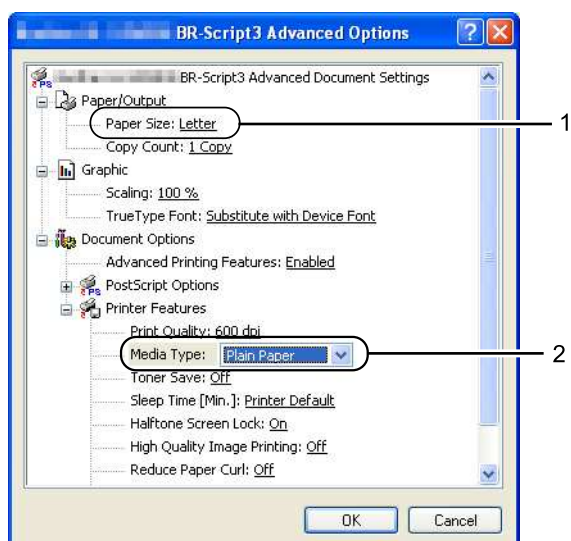 BR-Script3 Advanced Options
BR-Script3 Advanced Document Settings
Paper/Output
Paper Size: Letter
1
Copy Count: 1 Copy
Graphic
Scaling: 100 %
TrueType Font: Substitute with Device Font
Document Options
Advanced Printing Features: Enabled
PostScript Options
Printer Features
Print Quality: 600 dpi
Media Type: Plain Paper
2
Toner Save: Off
Sleep Time [Min.]: Printer Default
Halftone Screen Lock: On
High Quality Image Printing: Off
Reduce Paper Curl: Off
OK Cancel